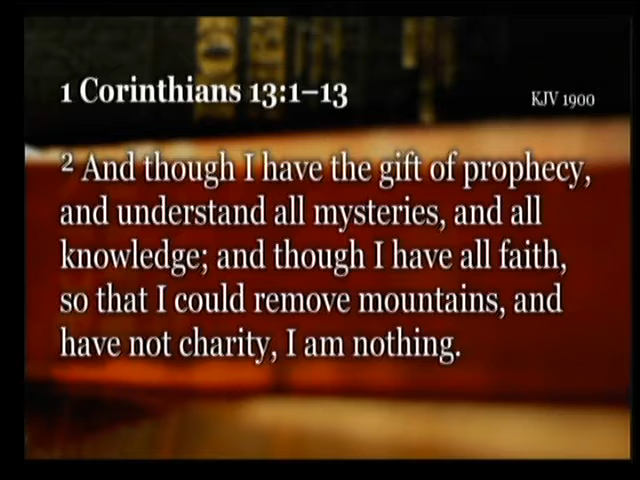 1 Corinthians 13:1–13
KJV 1900
2 And though I have the gift of prophecy,
and understand all mysteries, and all
knowledge; and though I have all faith,
so that I could remove mountains, and
have not charity, I am nothing.